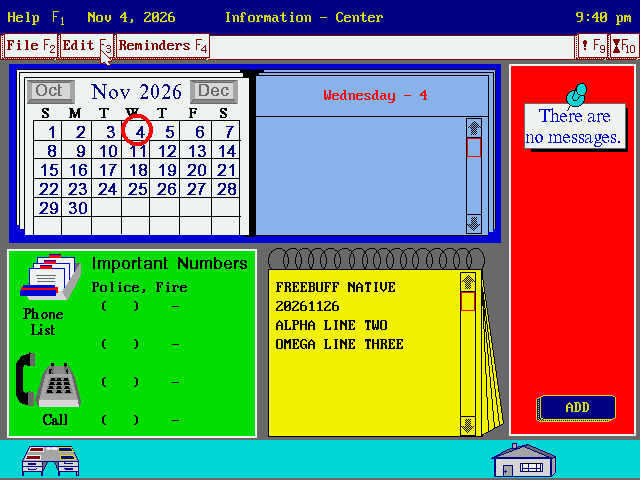 Help F1 Nov 4, 2026 Information - Center 9:40 pm
File F2 Edit F3 Reminders F4 ! F9 F10
Oct Nov 2026 Dec
S M T W T F S
1 2 3 4 5 6 7
8 9 10 11 12 13 14
15 16 17 18 19 20 21
22 23 24 25 26 27 28
29 30
Wednesday - 4
There are
no messages.
Phone
List
Call
Important Numbers
Police, Fire
( ) -
( ) -
( ) -
( ) -
FREEBUFF NATIVE
20261126
ALPHA LINE TWO
OMEGA LINE THREE
ADD